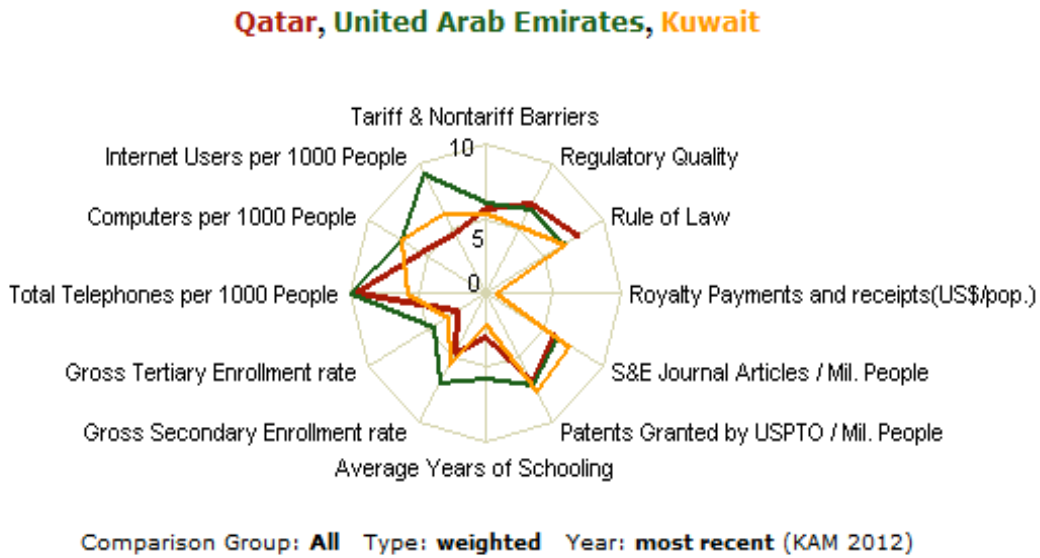 Qatar, United Arab Emirates, Kuwait
Tariff & Nontariff Barriers
Internet Users per 1000 People
10
Regulatory Quality
Computers per 1000 People
Rule of Law
5
Total Telephones per 1000 People
0
Royalty Payments and receipts(US$/pop.)
Gross Tertiary Enrollment rate
S&E Journal Articles / Mil. People
Gross Secondary Enrollment rate
Patents Granted by USPTO / Mil. People
Average Years of Schooling
Comparison Group: All Type: weighted Year: most recent (KAM 2012)